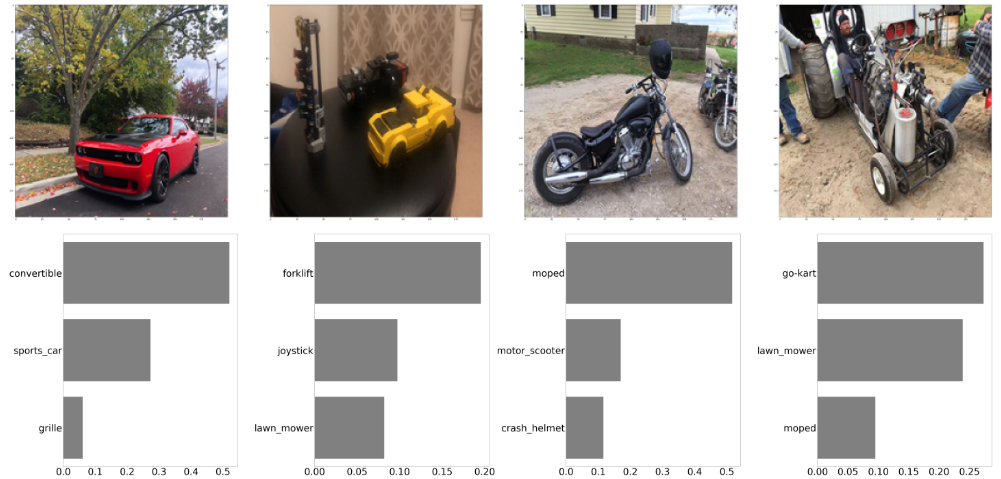 convertible
sports_car
grille
0.0 0.1 0.2 0.3 0.4 0.5
forklift
joystick
lawn_mower
0.00 0.05 0.10 0.15 0.20
moped
motor_scooter
crash_helmet
0.0 0.1 0.2 0.3 0.4 0.5
go-kart
lawn_mower
moped
0.00 0.05 0.10 0.15 0.20 0.25